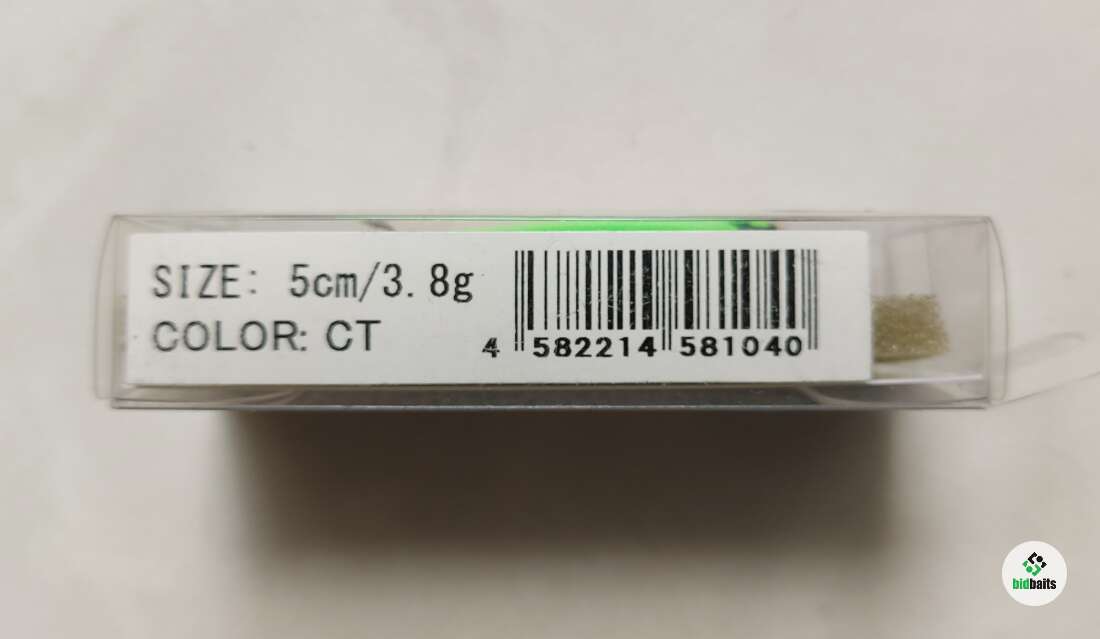 SIZE: 5cm/3.8g
COLOR: CT
4 582214 581040
bidbaits